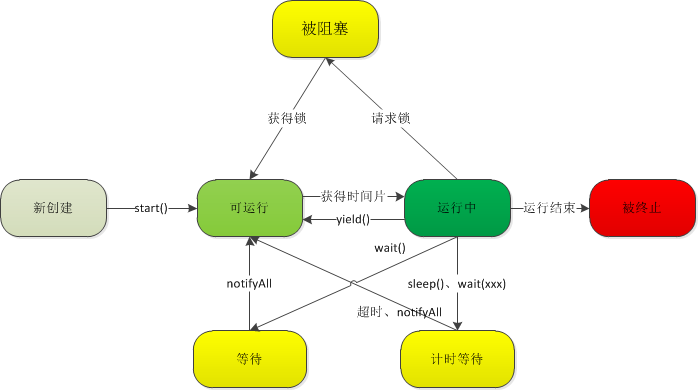 被阻塞
获得锁
请求锁
新创建
start()
可运行
获得时间片
yield()
运行中
运行结束
被终止
wait()
notifyAll
sleep()、wait(xxx)
超时、notifyAll
等待
计时等待